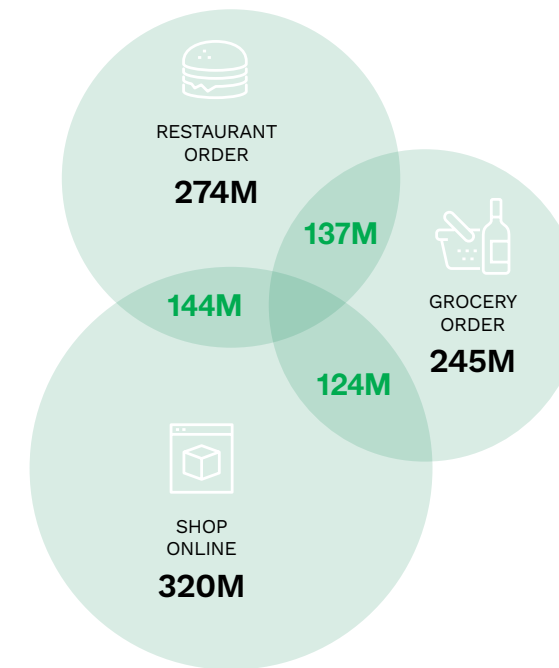 RESTAURANT
ORDER
274M
137M
144M
GROCERY
ORDER
245M
124M
SHOP
ONLINE
320M